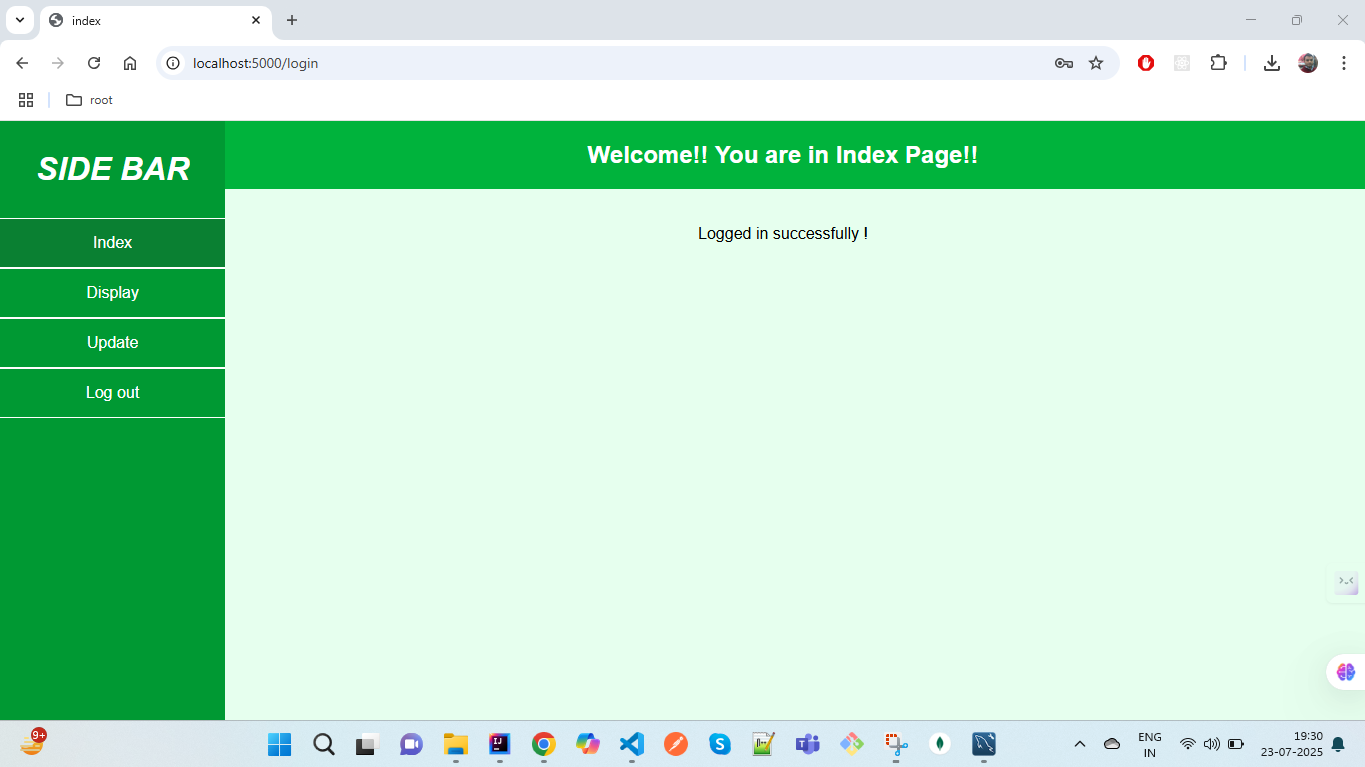 index
localhost:5000/login
root
SIDE BAR
Welcome!! You are in Index Page!!
Logged in successfully !
Index
Display
Update
Log out
9+
ENG
IN
19:30
23-07-2025